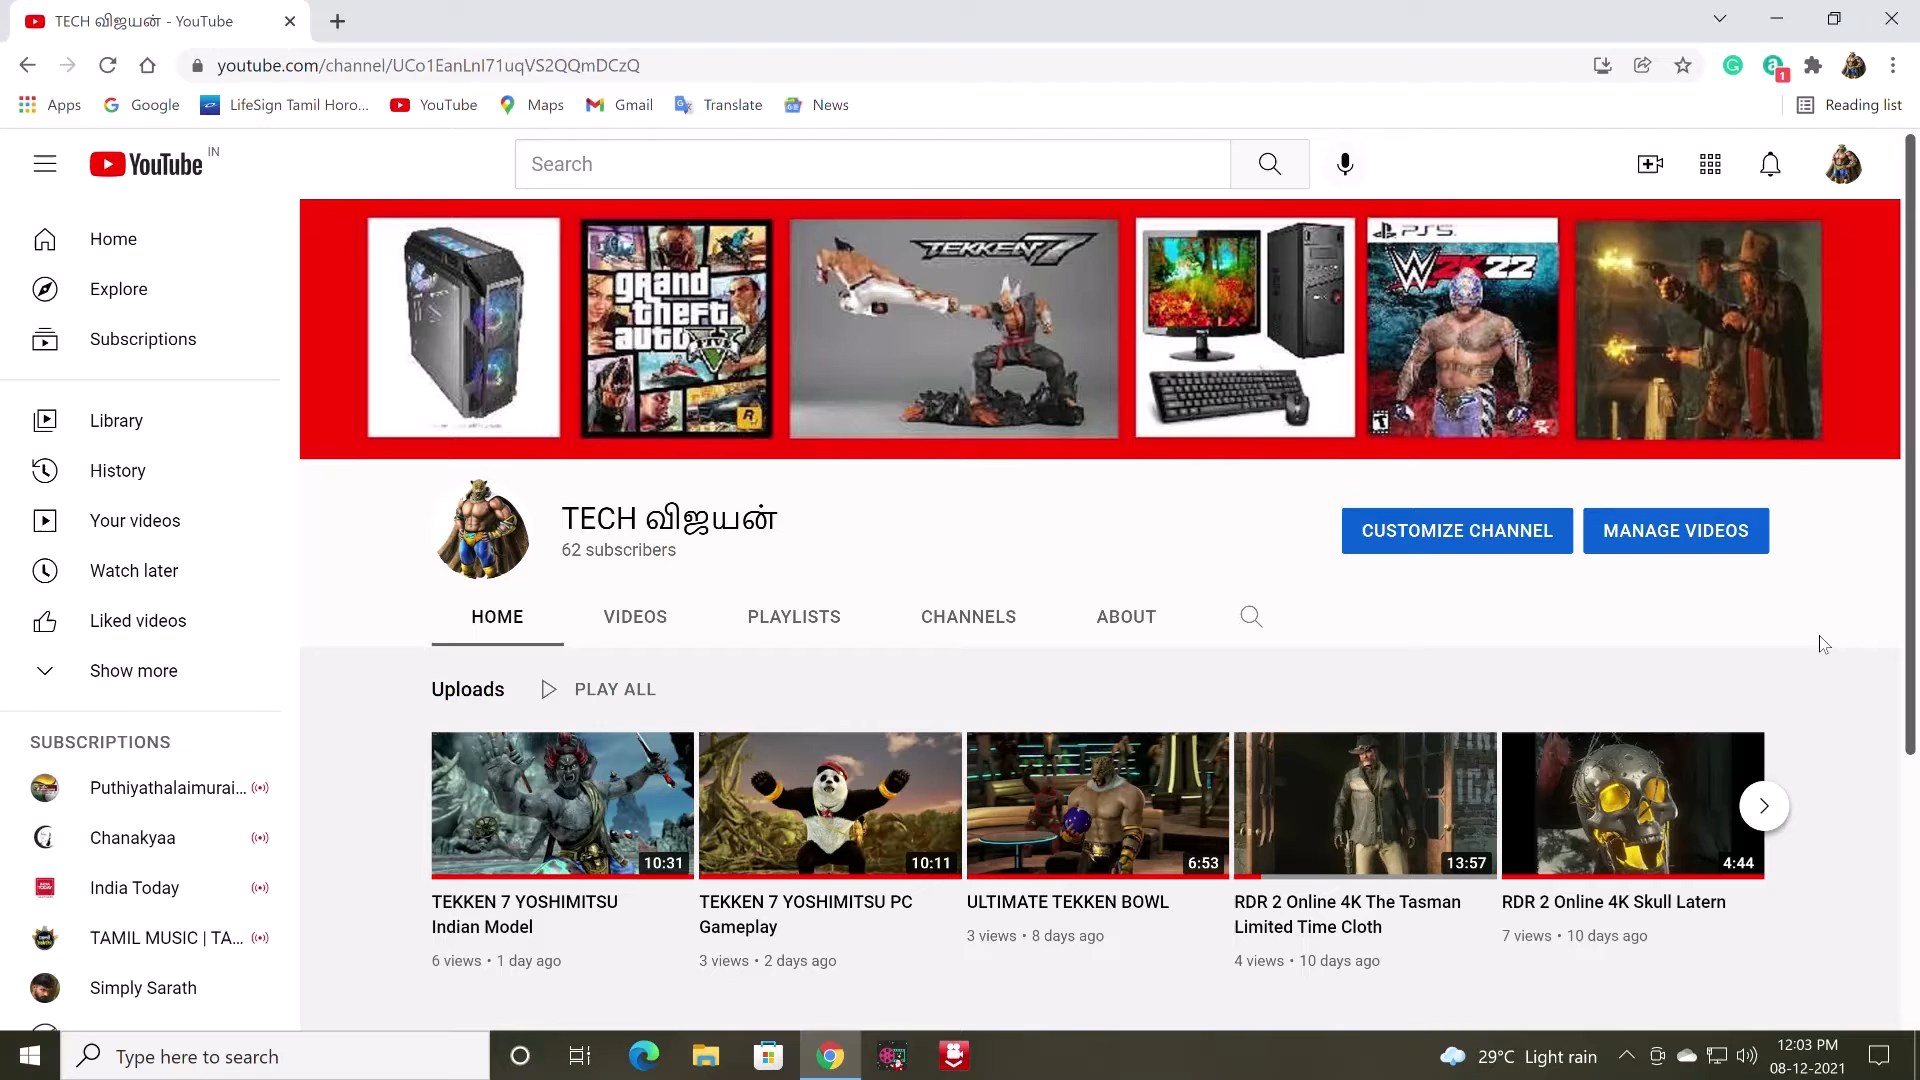 TECH விஜயன் - YouTube
youtube.com/channel/UCo1EanLnI71uqVS2QQmDCzQ
1
Apps
Google
LifeSign Tamil Horo...
YouTube
Maps
Gmail
Translate
News
Reading list
YouTube IN
Search
Home
Explore
Subscriptions
Library
History
Your videos
Watch later
Liked videos
Show more
SUBSCRIPTIONS
Puthiyathalaimurai...
Chanakyaa
India Today
TAMIL MUSIC | TA...
Simply Sarath
grand
theft
auto
V
FIVE
TEKKEN 7
PS5
W2K22
2K
TECH விஜயன்
62 subscribers
CUSTOMIZE CHANNEL
MANAGE VIDEOS
HOME
VIDEOS
PLAYLISTS
CHANNELS
ABOUT
Uploads
PLAY ALL
10:31
TEKKEN 7 YOSHIMITSU
Indian Model
6 views • 1 day ago
10:11
TEKKEN 7 YOSHIMITSU PC
Gameplay
3 views • 2 days ago
6:53
ULTIMATE TEKKEN BOWL
3 views • 8 days ago
13:57
RDR 2 Online 4K The Tasman
Limited Time Cloth
4 views • 10 days ago
4:44
RDR 2 Online 4K Skull Latern
7 views • 10 days ago
Type here to search
29°C Light rain
12:03 PM
08-12-2021